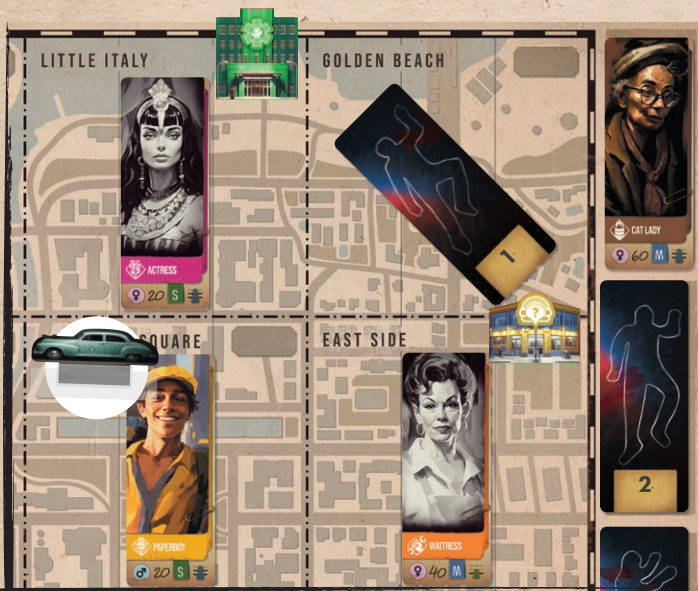 LITTLE ITALY
GOLDEN BEACH
ACTRESS
20 S
1
?
CAT LADY
60 M
SQUARE
EAST SIDE
PAPERBOY
20 S
WAITRESS
40 M
2